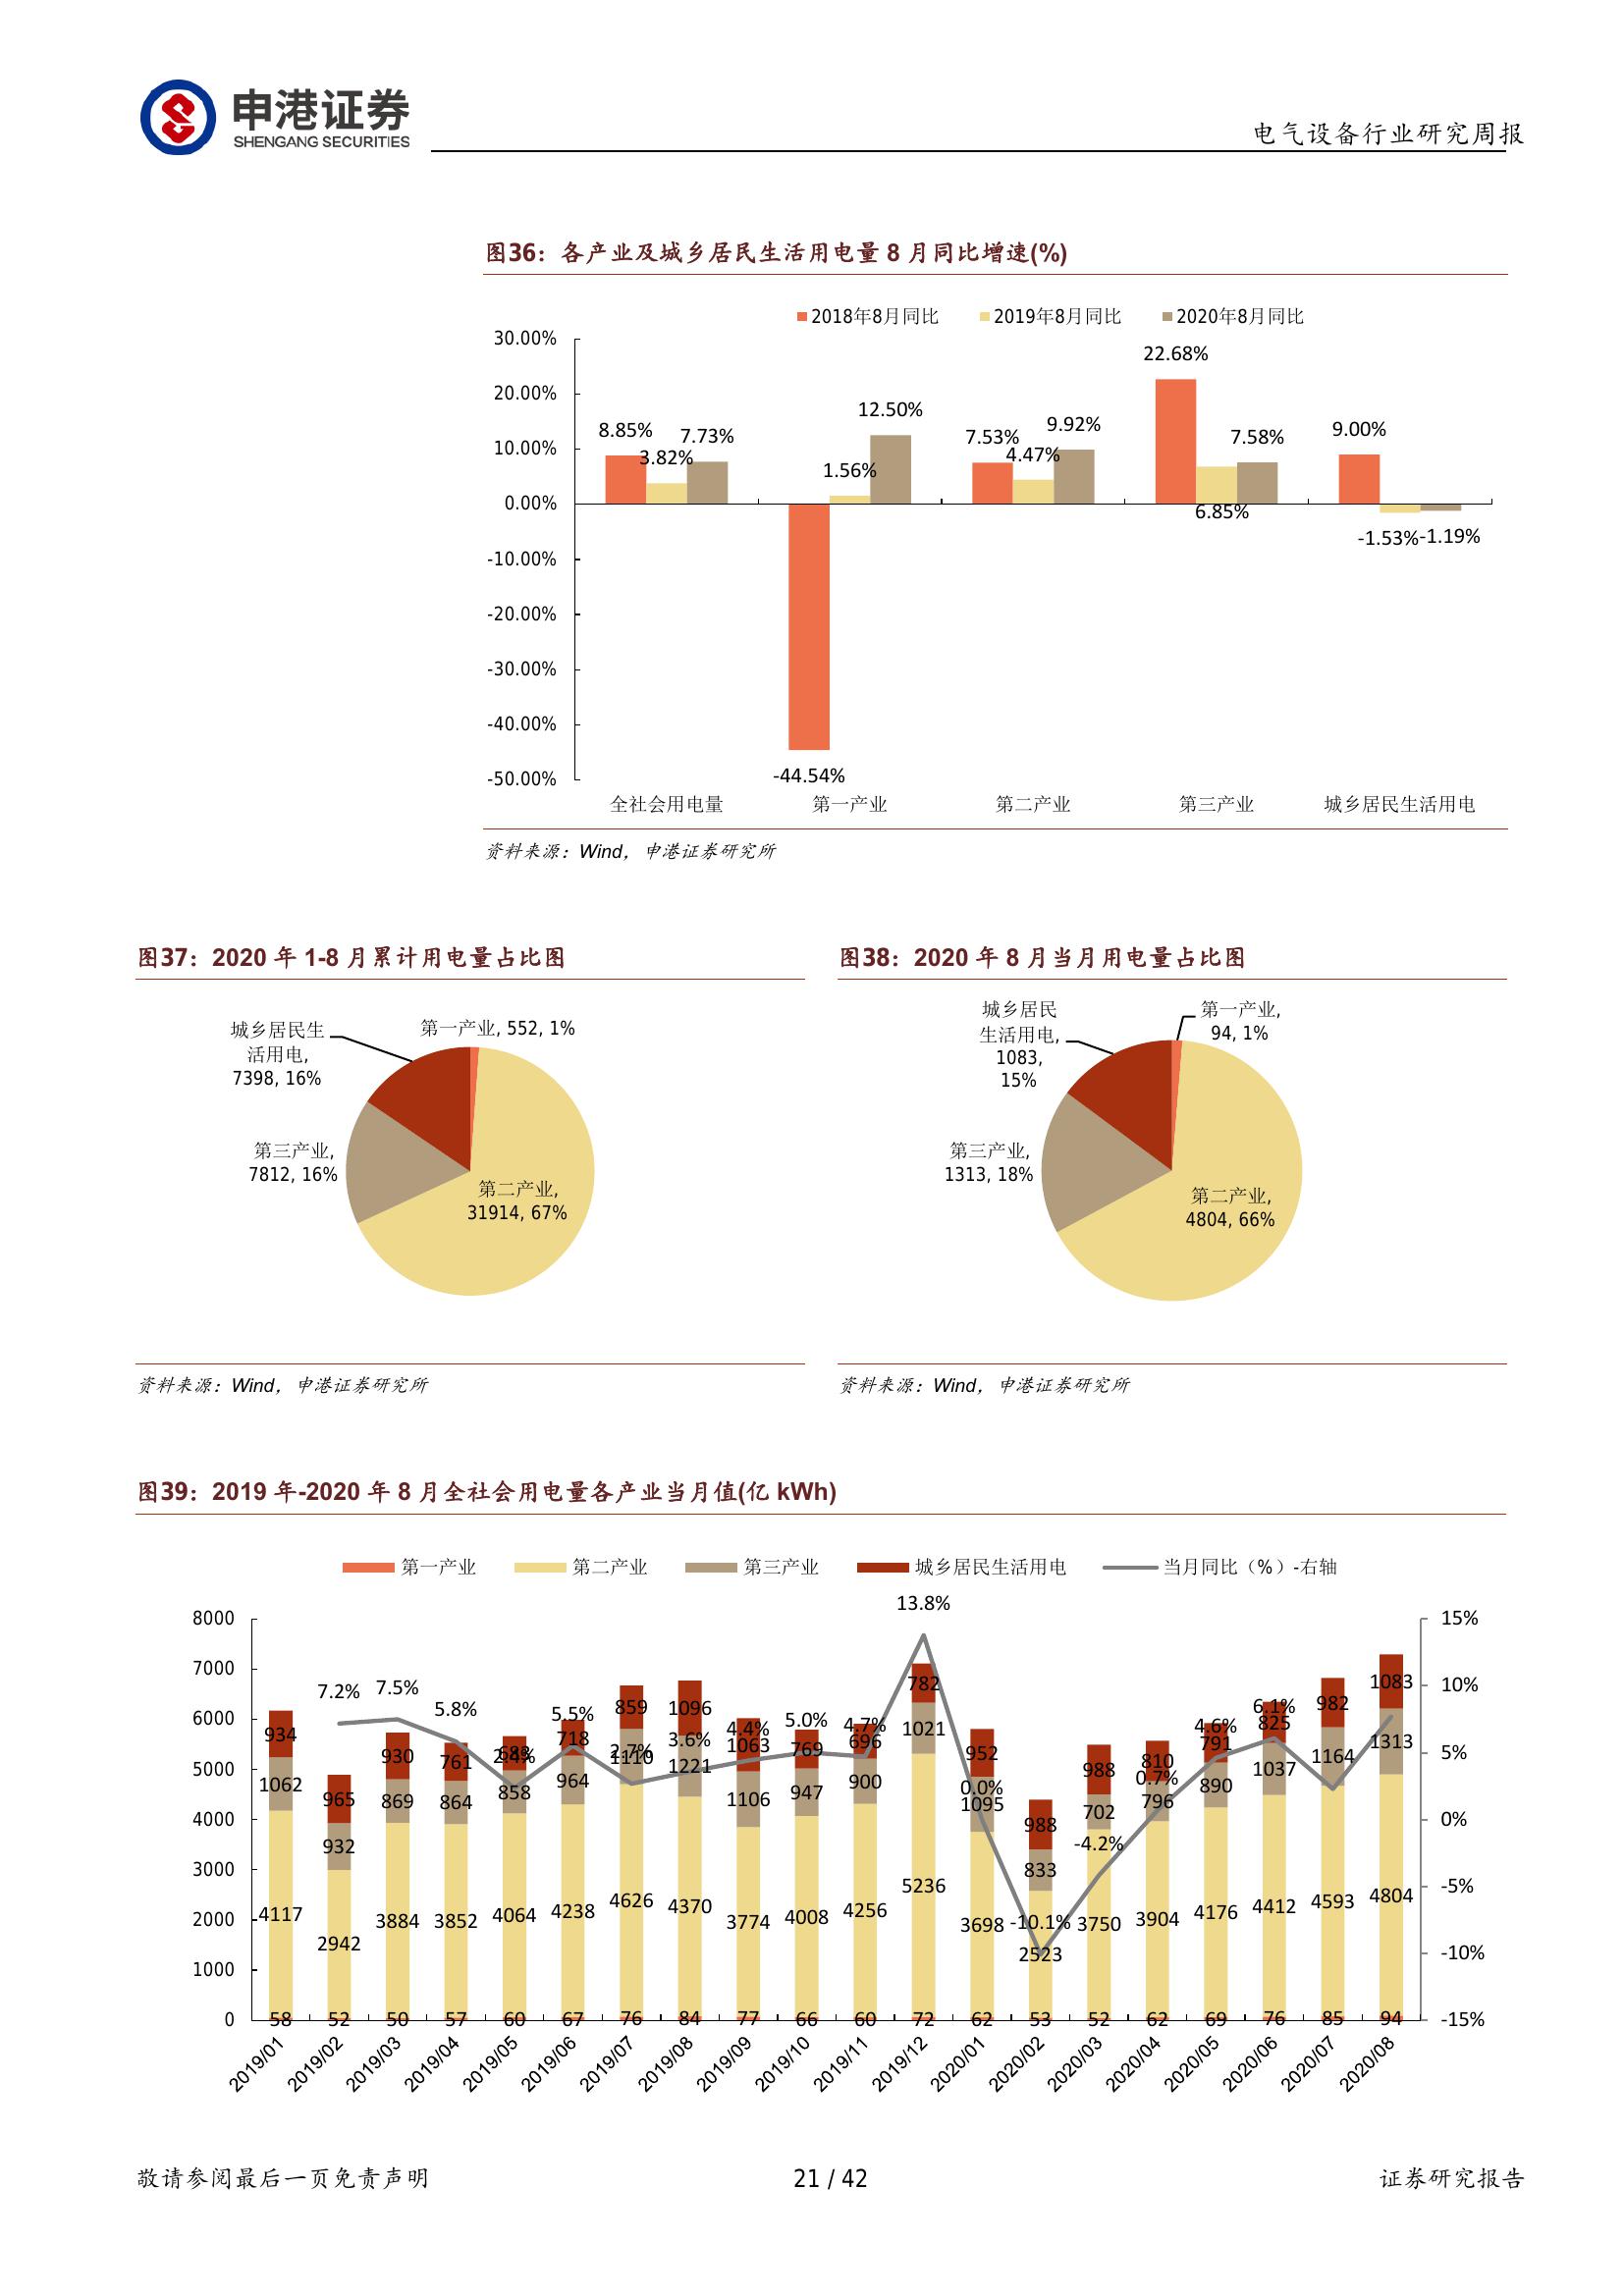 申港证券
SHENGANG SECURITIES
电气设备行业研究周报
图36：各产业及城乡居民生活用电量 8 月同比增速(%)
2018年8月同比 2019年8月同比 2020年8月同比
30.00%
20.00%
10.00%
0.00%
-10.00%
-20.00%
-30.00%
-40.00%
-50.00%
8.85% 3.82% 7.73%
-44.54% 1.56% 12.50%
7.53% 4.47% 9.92%
22.68% 6.85% 7.58%
9.00% -1.53% -1.19%
全社会用电量 第一产业 第二产业 第三产业 城乡居民生活用电
资料来源：Wind，申港证券研究所
图37：2020 年 1-8 月累计用电量占比图
城乡居民生
活用电,
7398, 16%
第一产业, 552, 1%
第三产业,
7812, 16%
第二产业,
31914, 67%
资料来源：Wind，申港证券研究所
图38：2020 年 8 月当月用电量占比图
城乡居民
生活用电,
1083,
15%
第一产业,
94, 1%
第三产业,
1313, 18%
第二产业,
4804, 66%
资料来源：Wind，申港证券研究所
图39：2019 年-2020 年 8 月全社会用电量各产业当月值(亿 kWh)
第一产业 第二产业 第三产业 城乡居民生活用电 当月同比（%）-右轴
8000
7000
6000
5000
4000
3000
2000
1000
0
15%
10%
5%
0%
-5%
-10%
-15%
7.2% 7.5% 5.8% 2.4% 5.5% 2.7% 3.6% 4.4% 5.0% 4.7% 13.8% 0.0% -10.1% -4.2% 0.7% 4.6% 6.1%
934 965 930 761 718 859 1096 1063 769 696 782 952 988 988 810 791 825 982 1083
1062 932 869 864 858 964 1110 1221 1106 947 900 1021 1095 833 702 796 890 1037 1164 1313
4117 2942 3884 3852 4064 4238 4626 4370 3774 4008 4256 5236 3698 2523 3750 3904 4176 4412 4593 4804
58 52 50 57 60 67 76 84 77 66 60 72 62 53 52 62 69 76 85 94
2019/01 2019/02 2019/03 2019/04 2019/05 2019/06 2019/07 2019/08 2019/09 2019/10 2019/11 2019/12 2020/01 2020/02 2020/03 2020/04 2020/05 2020/06 2020/07 2020/08
敬请参阅最后一页免责声明
21 / 42
证券研究报告